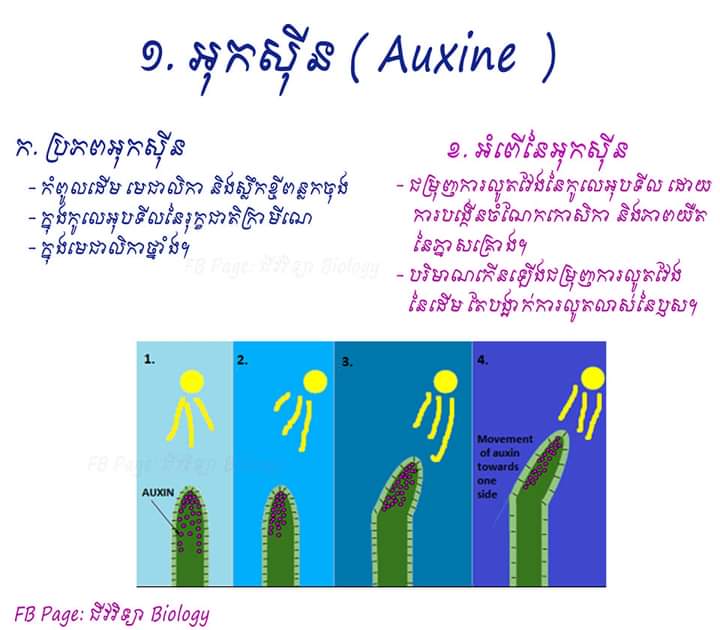 ១. អុកស៊ីន ( Auxine )
ក. ប្រភពអុកស៊ីន
- កំពូលដើម មេជាលិកា និងស្លឹកខ្ចីពន្លកចុង
- ក្នុងកូលេអុបទីលនៃរុក្ខជាតិក្រាមីណេ
- ក្នុងមេជាលិកាផ្នាំង។
ខ. អំពើនៃអុកស៊ីន
- ជម្រុញការលូតវែងនៃកូលេអុបទីល ដោយ
ការបង្កើនចំណែកកោសិកា និងភាពយឺត
នៃភ្នាសគ្រោង។
- បរិមាណកើនឡើងជម្រុញការលូតវែង
នៃដើម តែបង្អាក់ការលូតលាស់នៃឫស។
FB Page: ជីវវិទ្យា Biology
1.
2.
3.
4.
FB Page: ជីវវិទ្យា Biology
AUXIN
Movement
of auxin
towards
one
side
FB Page: ជីវវិទ្យា Biology